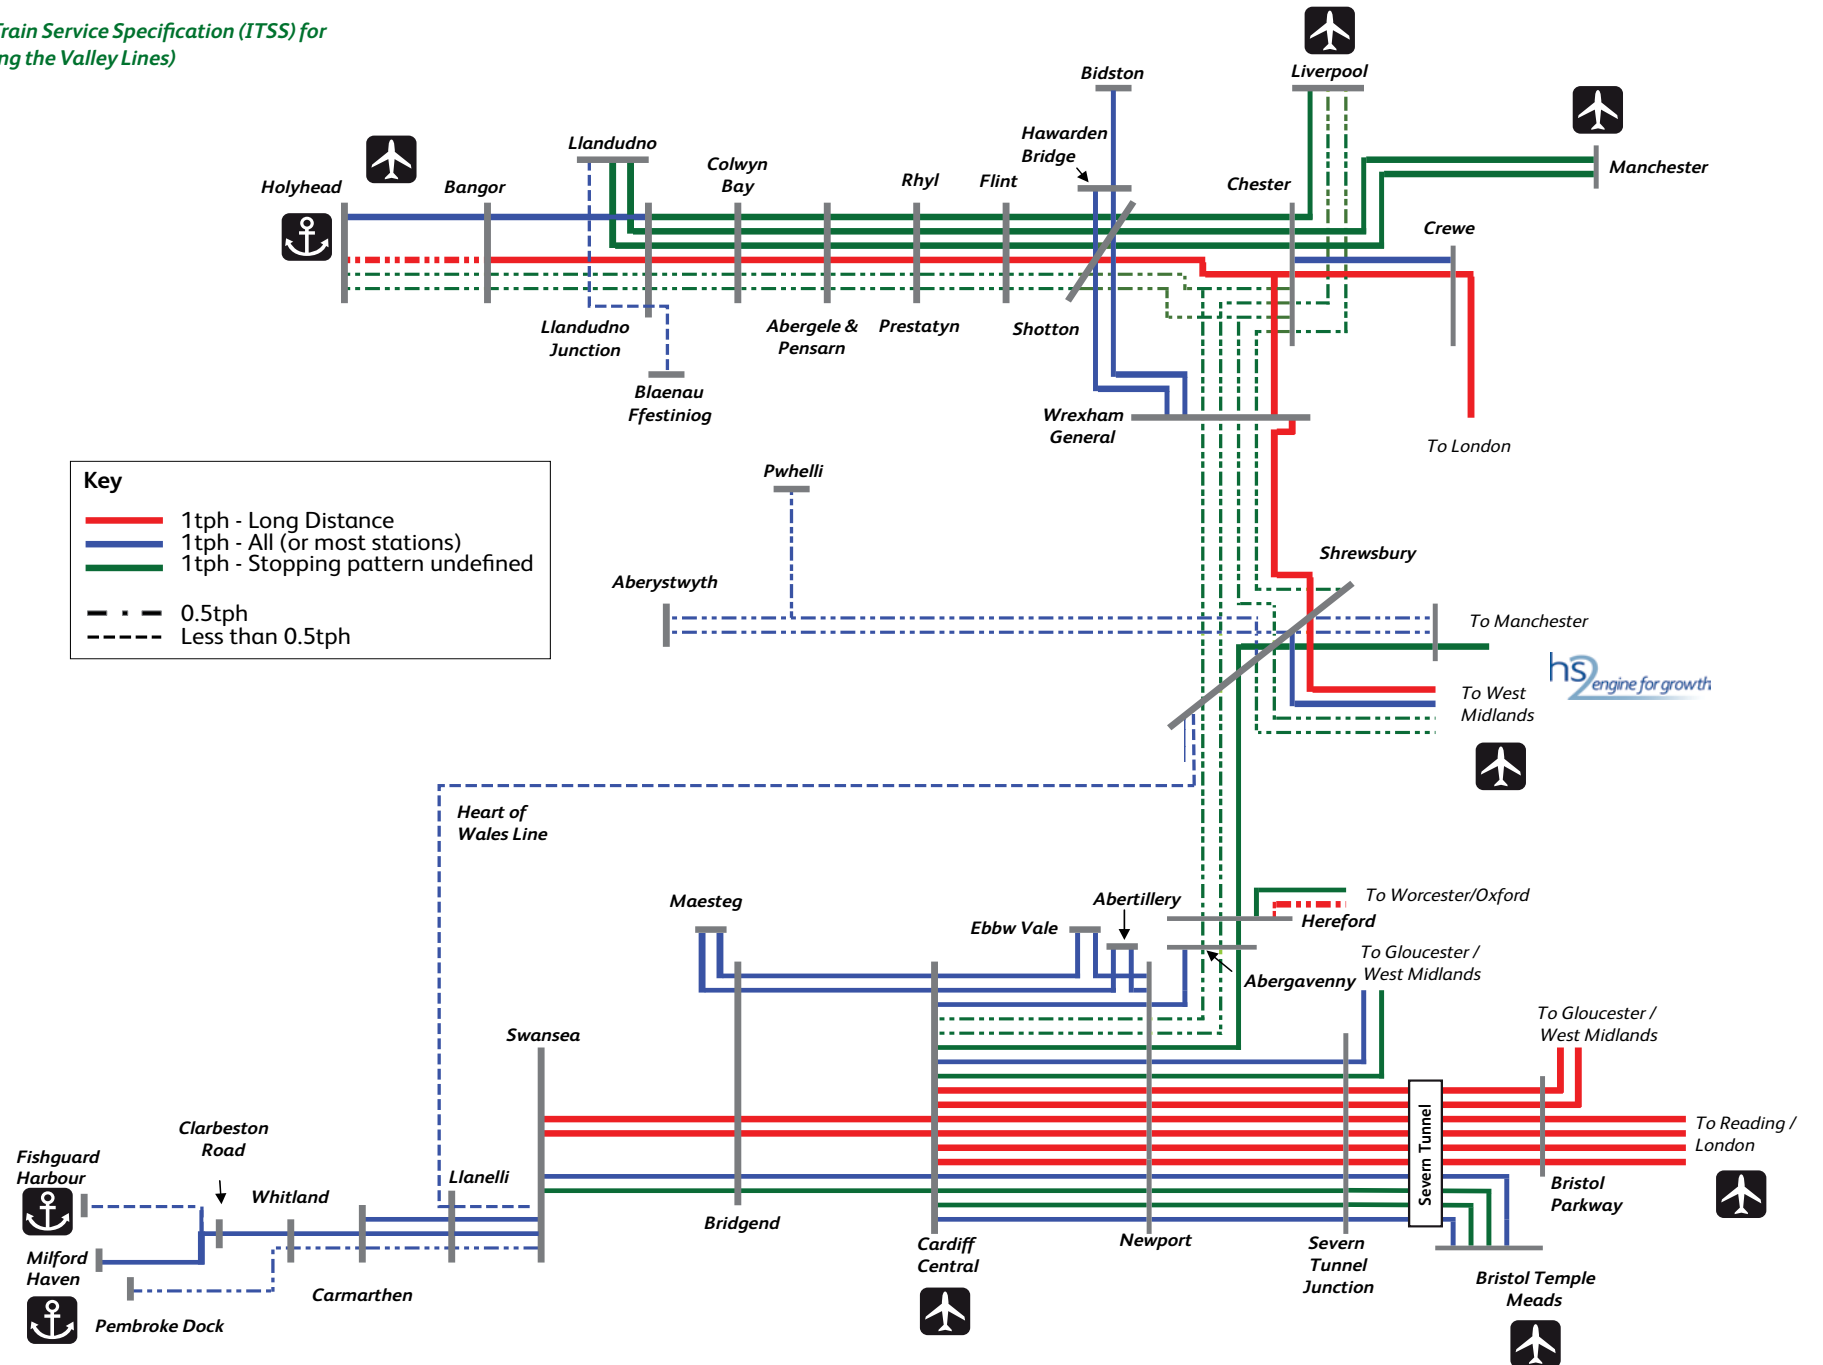 Train Service Specification (ITSS) for
ng the Valley Lines)
Liverpool
Bidston
Hawarden
Bridge
Manchester
Llandudno
Colwyn
Bay
Holyhead
Bangor
Rhyl
Flint
Chester
Crewe
Llandudno
Junction
Abergele &
Pensarn
Prestatyn
Shotton
Blaenau
Ffestiniog
Wrexham
General
To London
Key
1tph - Long Distance
1tph - All (or most stations)
1tph - Stopping pattern undefined
0.5tph
Less than 0.5tph
Pwhelli
Aberystwyth
Shrewsbury
To Manchester
hs2
engine for growth
To West
Midlands
Heart of
Wales Line
Maesteg
Ebbw Vale
Abertillery
To Worcester/Oxford
Hereford
Abergavenny
To Gloucester /
West Midlands
To Gloucester /
West Midlands
Swansea
Severn Tunnel
To Reading /
London
Clarbeston
Road
Fishguard
Harbour
Whitland
Llanelli
Bristol
Parkway
Bridgend
Cardiff
Central
Newport
Severn
Tunnel
Junction
Milford
Haven
Carmarthen
Pembroke Dock
Bristol Temple
Meads